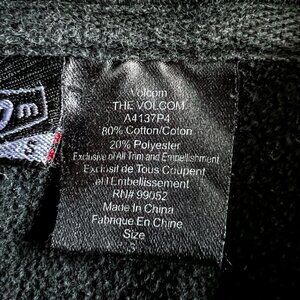 Volcom
THE VOLCOM
A4137P4
80% Cotton/Coton
20% Polyester
Exclusive of All Trim and Embellishment
Exclusif de Tous Coupent
et l'Embellissement
RN# 99052
Made In China
Fabrique En Chine
Size
m
S